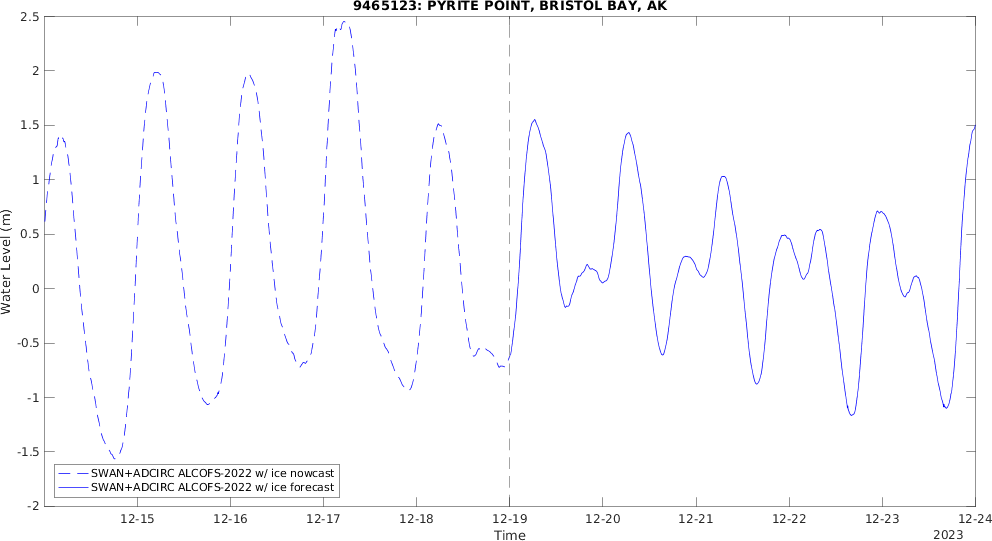 9465123: PYRITE POINT, BRISTOL BAY, AK
2.5
2
1.5
1
0.5
0
-0.5
-1
-1.5
-2
Water Level (m)
SWAN+ADCIRC ALCOFS-2022 w/ ice nowcast
SWAN+ADCIRC ALCOFS-2022 w/ ice forecast
12-15 12-16 12-17 12-18 12-19 12-20 12-21 12-22 12-23 12-24
Time
2023